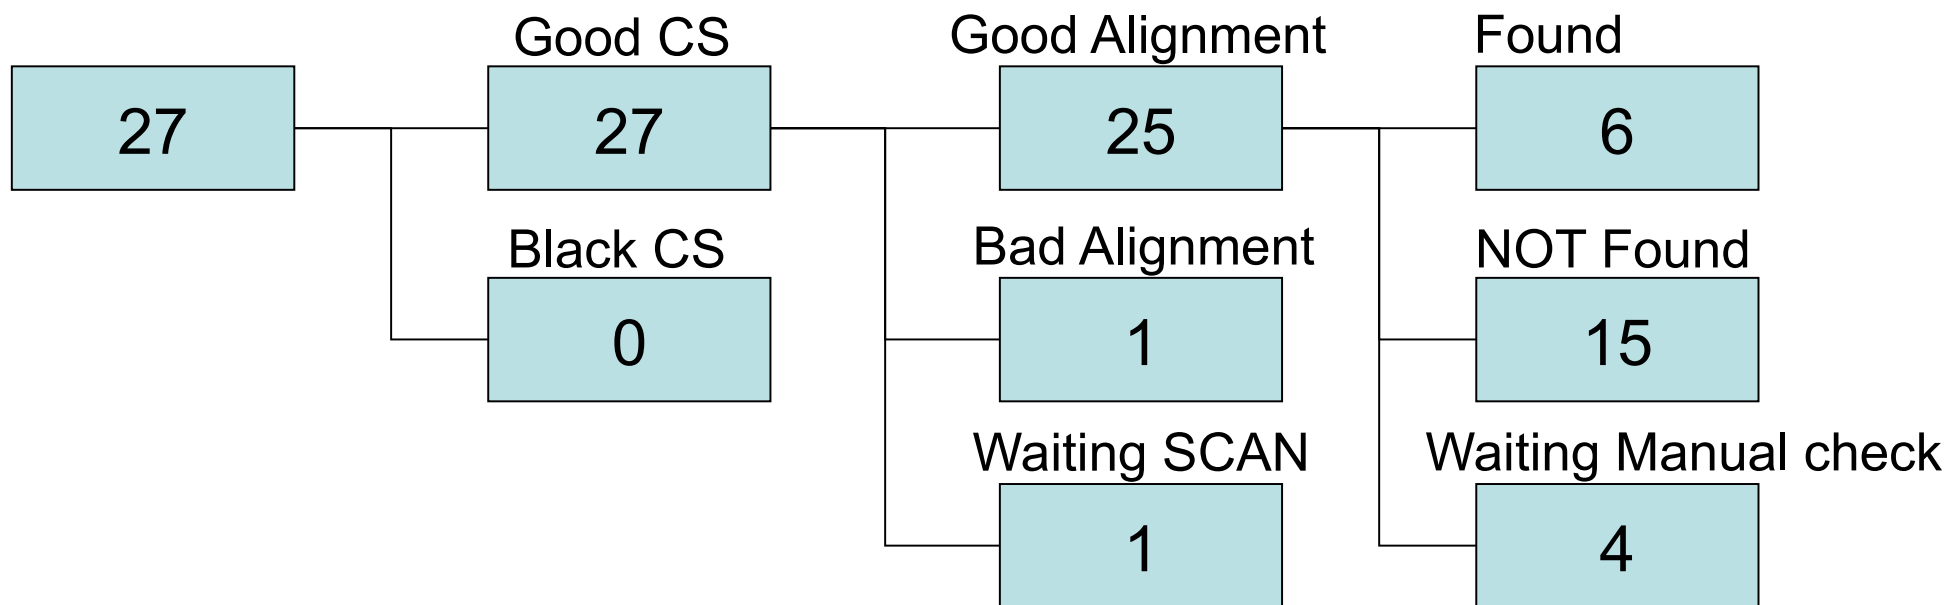 Good CS
Good Alignment
Found
27
27
25
6
Black CS
Bad Alignment
NOT Found
0
1
15
Waiting SCAN
Waiting Manual check
1
4